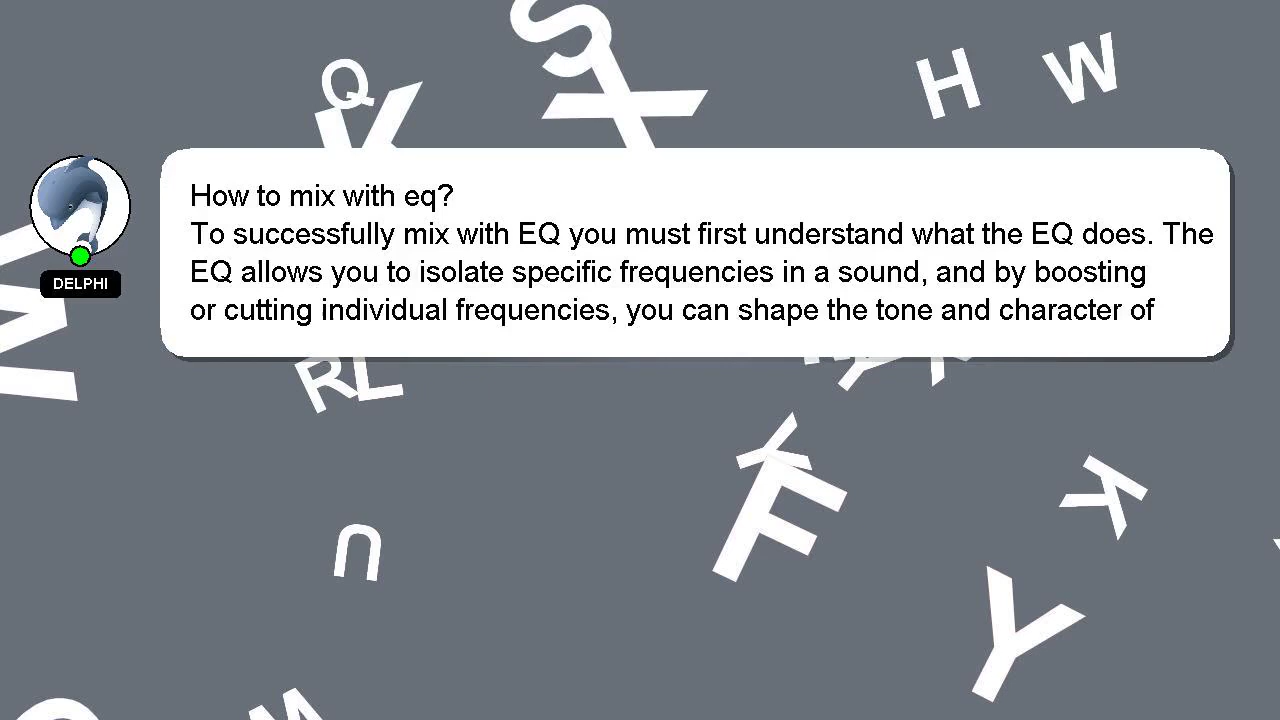 S
Q
K
X
H
W
How to mix with eq?
To successfully mix with EQ you must first understand what the EQ does. The
EQ allows you to isolate specific frequencies in a sound, and by boosting
or cutting individual frequencies, you can shape the tone and character of
DELPHI
R
L
Y
F
K
U
Y
M